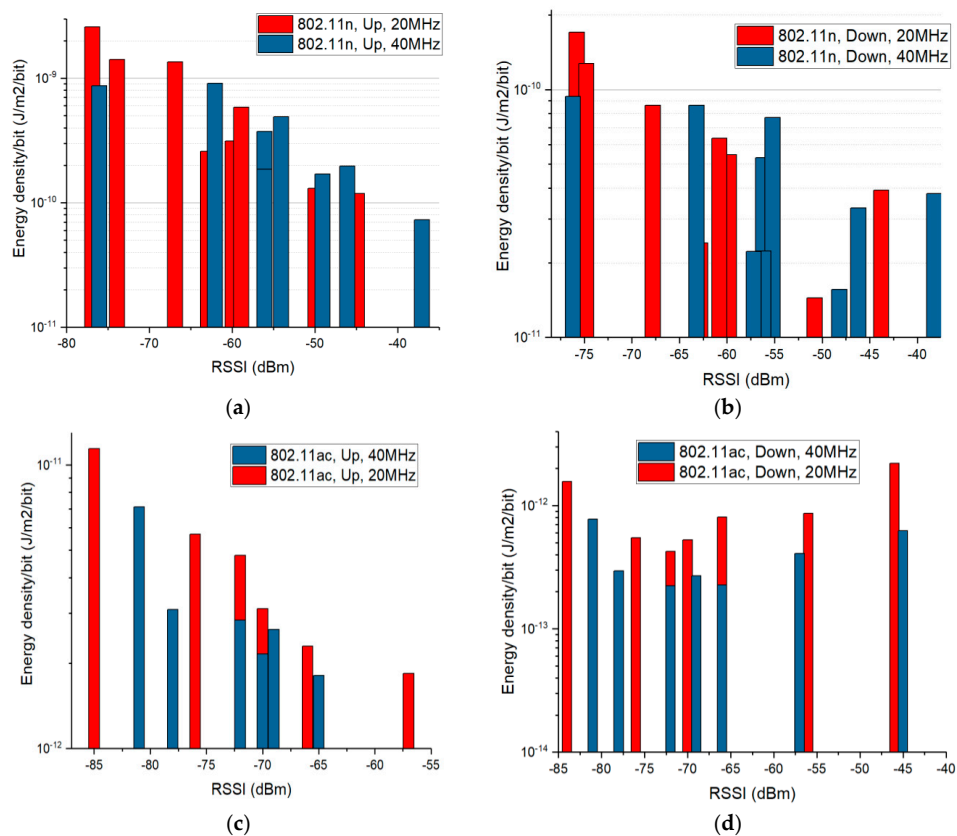 802.11n, Up, 20MHz
802.11n, Up, 40MHz
Energy density/bit (J/m2/bit)
10-9
10-10
10-11
-80 -70 -60 -50 -40
RSSI (dBm)
(a)
802.11n, Down, 20MHz
802.11n, Down, 40MHz
Energy density/bit (J/m2/bit)
10-10
10-11
-75 -70 -65 -60 -55 -50 -45 -40
RSSI (dBm)
(b)
802.11ac, Up, 40MHz
802.11ac, Up, 20MHz
Energy density/bit (J/m2/bit)
10-11
10-12
-85 -80 -75 -70 -65 -60 -55
RSSI (dBm)
(c)
802.11ac, Down, 40MHz
802.11ac, Down, 20MHz
Energy density/bit (J/m2/bit)
10-12
10-13
10-14
-85 -80 -75 -70 -65 -60 -55 -50 -45 -40
RSSI (dBm)
(d)